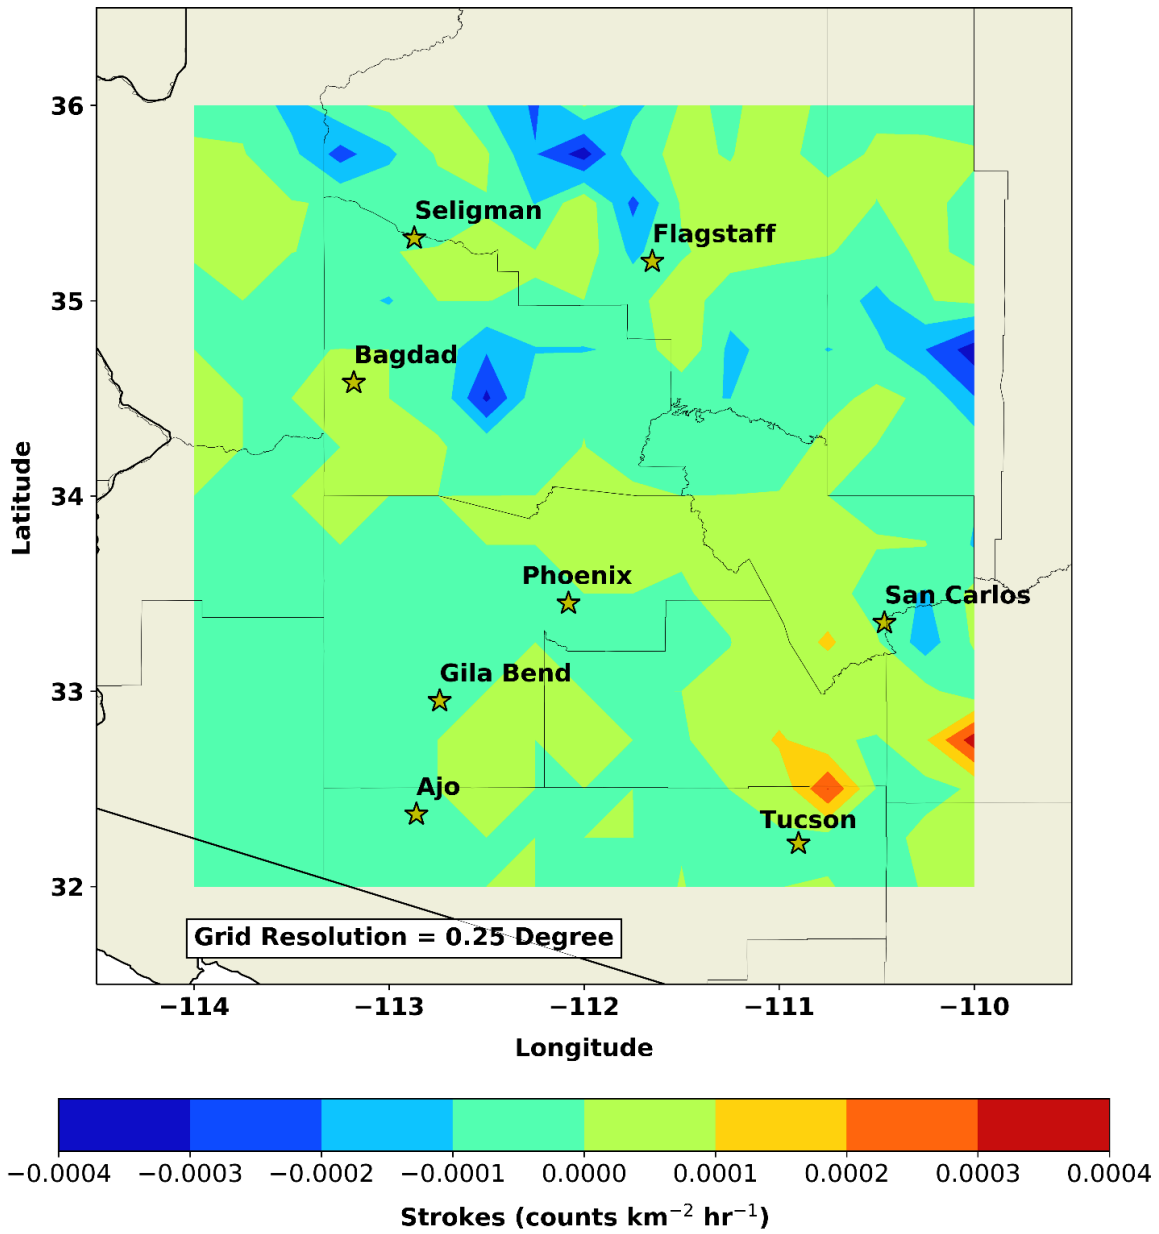 36
Seligman
Flagstaff
35
Bagdad
Latitude
34
Phoenix
San Carlos
33
Gila Bend
Ajo
Tucson
32
Grid Resolution = 0.25 Degree
−114 −113 −112 −111 −110
Longitude
−0.0004 −0.0003 −0.0002 −0.0001 0.0000 0.0001 0.0002 0.0003 0.0004
Strokes (counts km⁻² hr⁻¹)